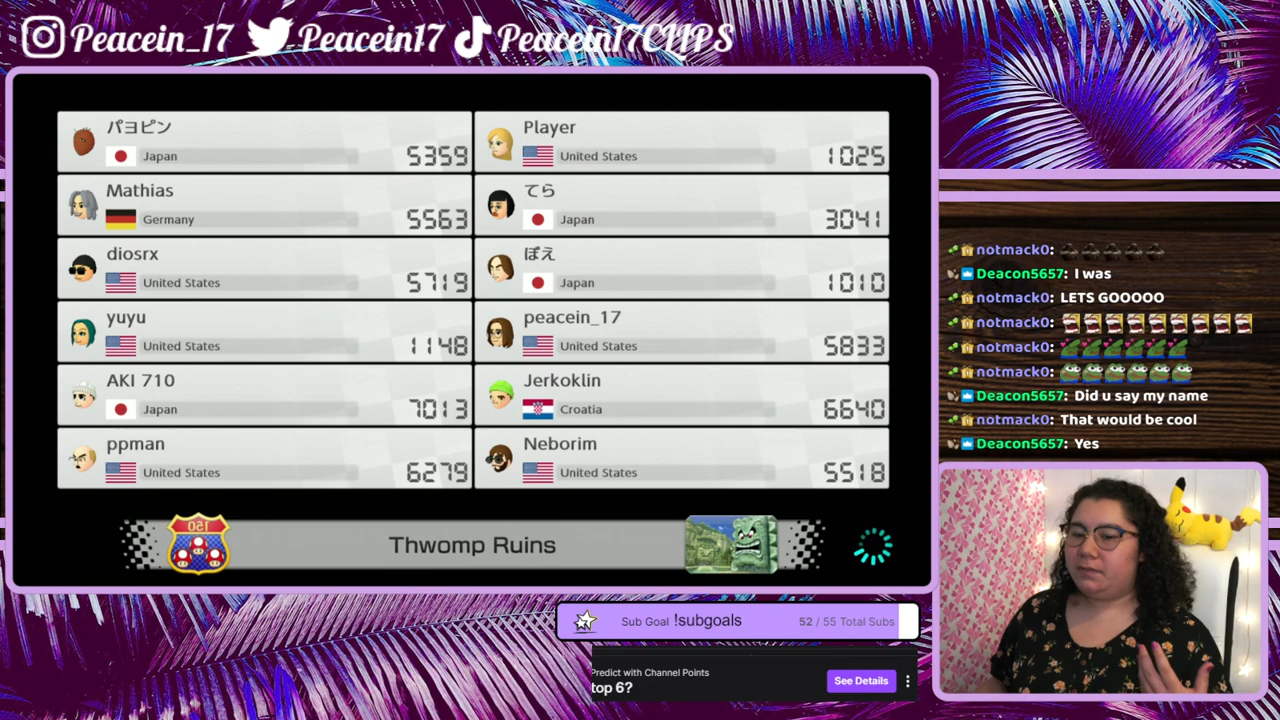 Peacein_17 Peacein17 Peacein17ClIPS
パヨピン
Japan 5359
Player
United States 1025
Mathias
Germany 5563
てら
Japan 3041
diosrx
United States 5719
ぽえ
Japan 1010
yuyu
United States 1148
peacein_17
United States 5833
AKI 710
Japan 7013
Jerkoklin
Croatia 6640
ppman
United States 6279
Neborim
United States 5518
150 Thwomp Ruins
notmack0:
Deacon5657: I was
notmack0: LETS GOOOOO
notmack0:
notmack0:
notmack0:
Deacon5657: Did u say my name
notmack0: That would be cool
Deacon5657: Yes
Sub Goal !subgoals 52 / 55 Total Subs
Predict with Channel Points
top 6?
See Details